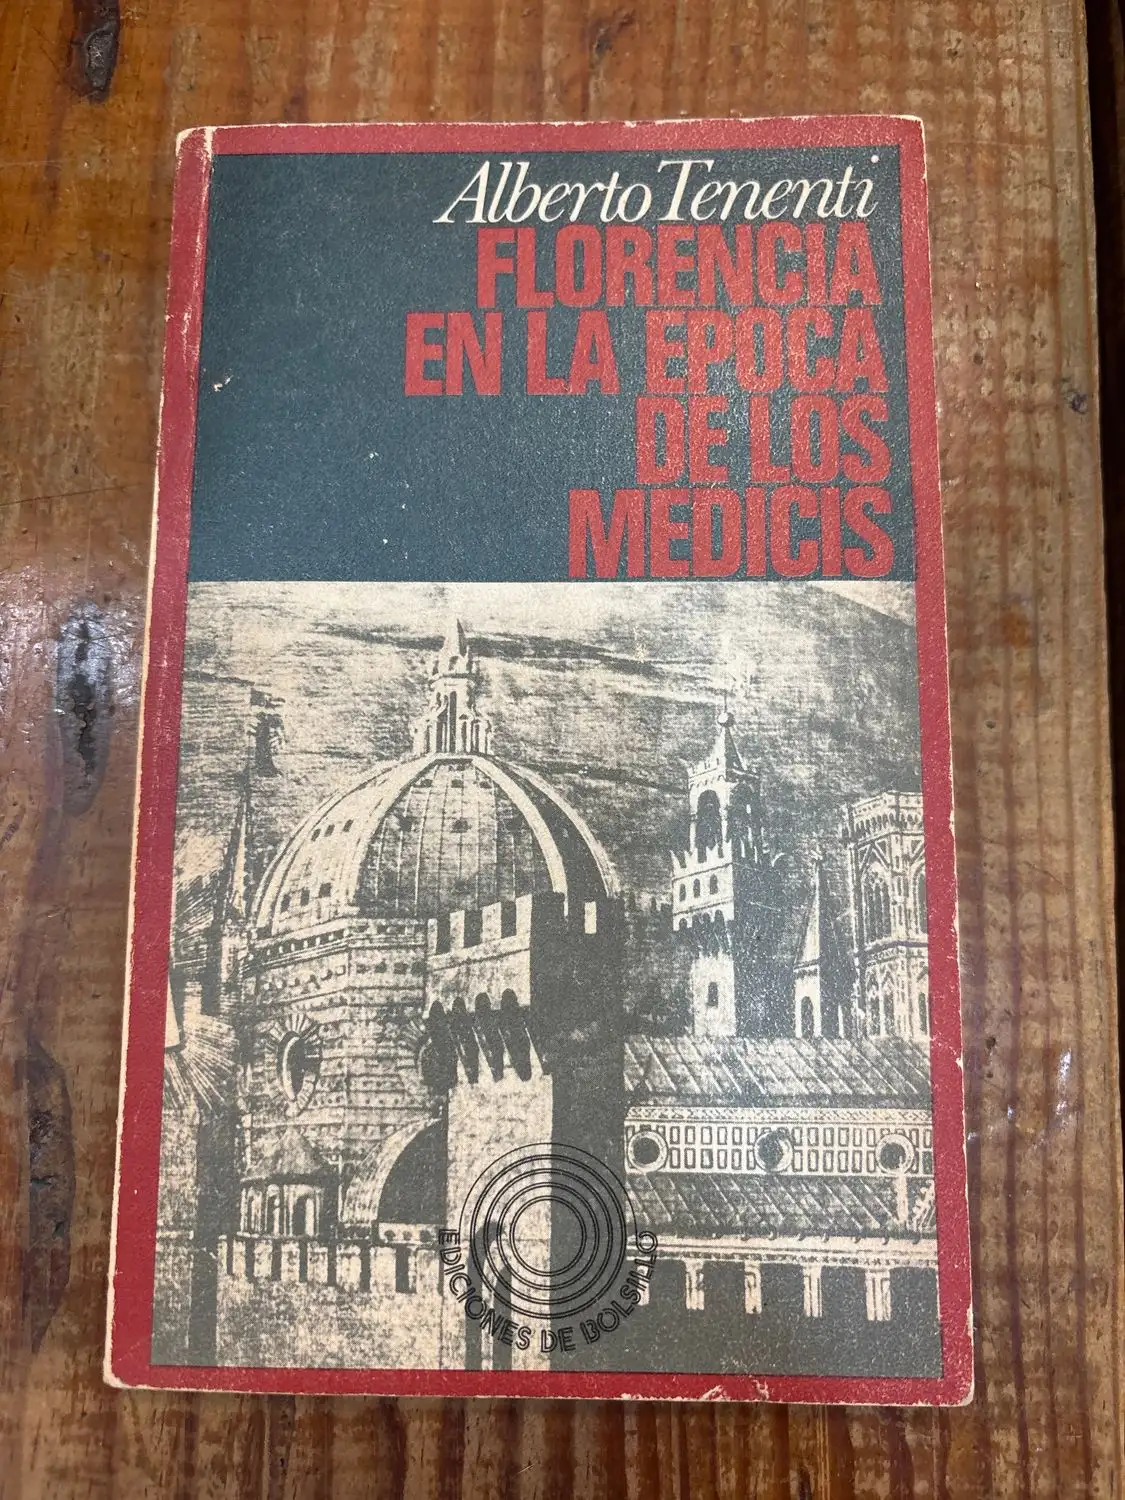 Alberto Tenenti
FLORENCIA
EN LA EPOCA
DE LOS
MEDICIS
EDICIONES DE BOLSILLO